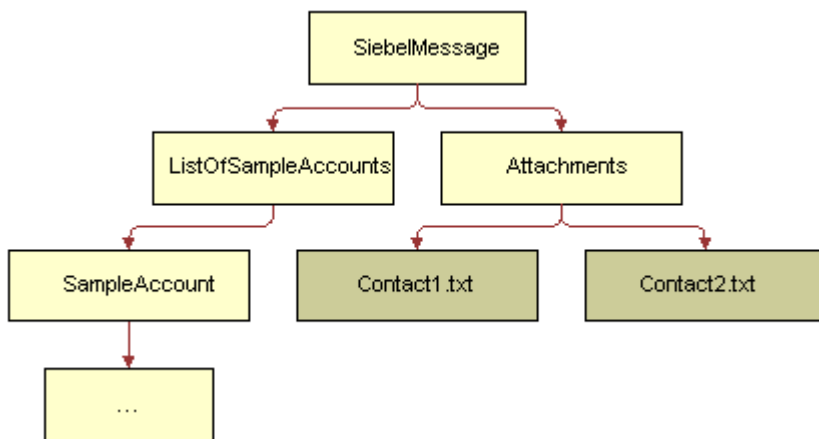 SiebelMessage
ListOfSampleAccounts
Attachments
SampleAccount
Contact1.txt
Contact2.txt
...